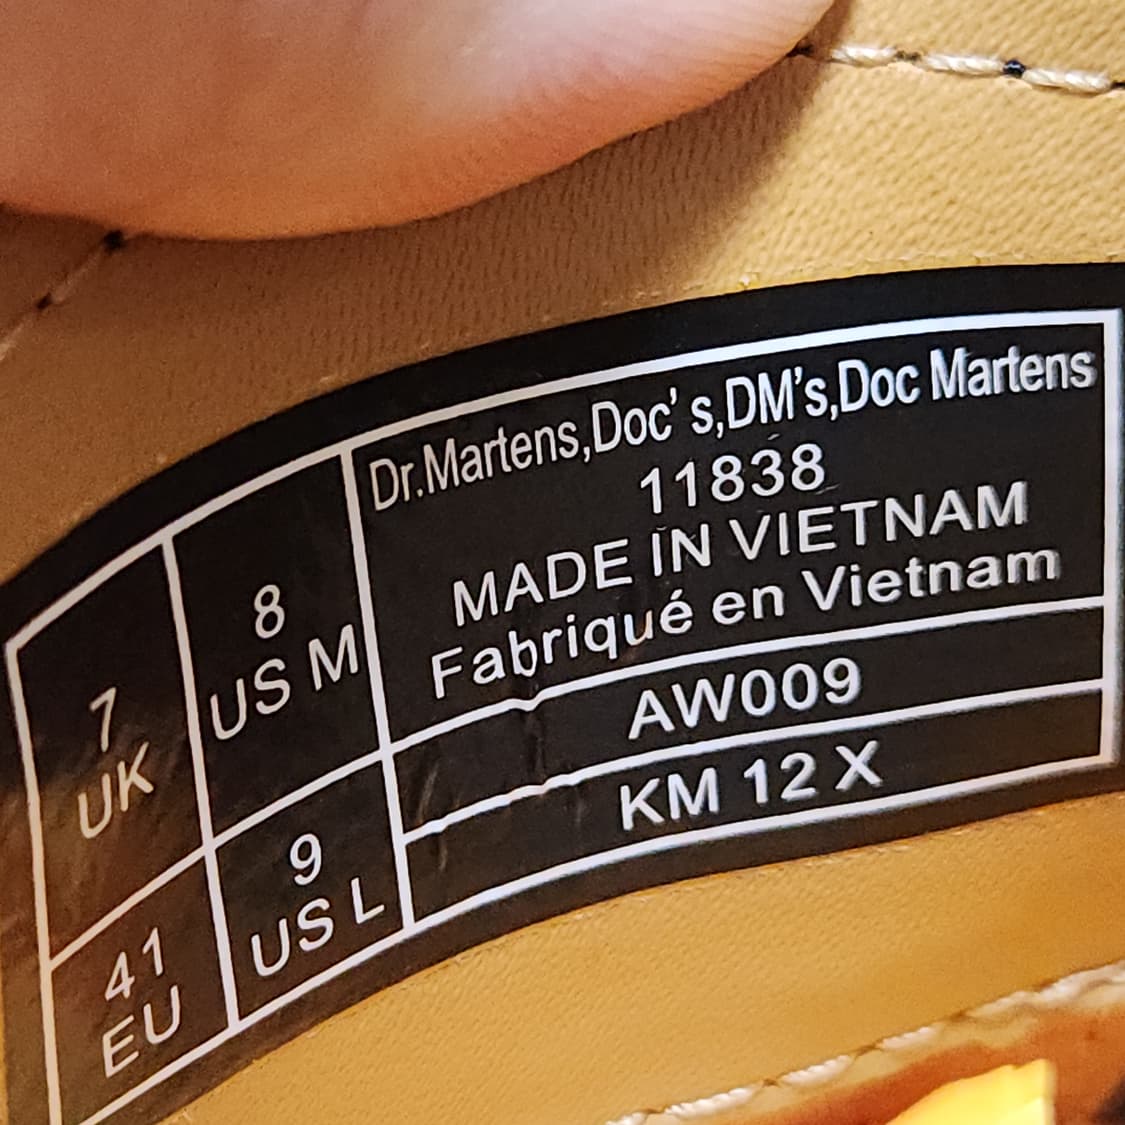 Dr.Martens,Doc's,DM's,Doc Martens
11838
MADE IN VIETNAM
Fabriqué en Vietnam
AW009
KM 12 X
8
US M
7
UK
9
US L
41
EU